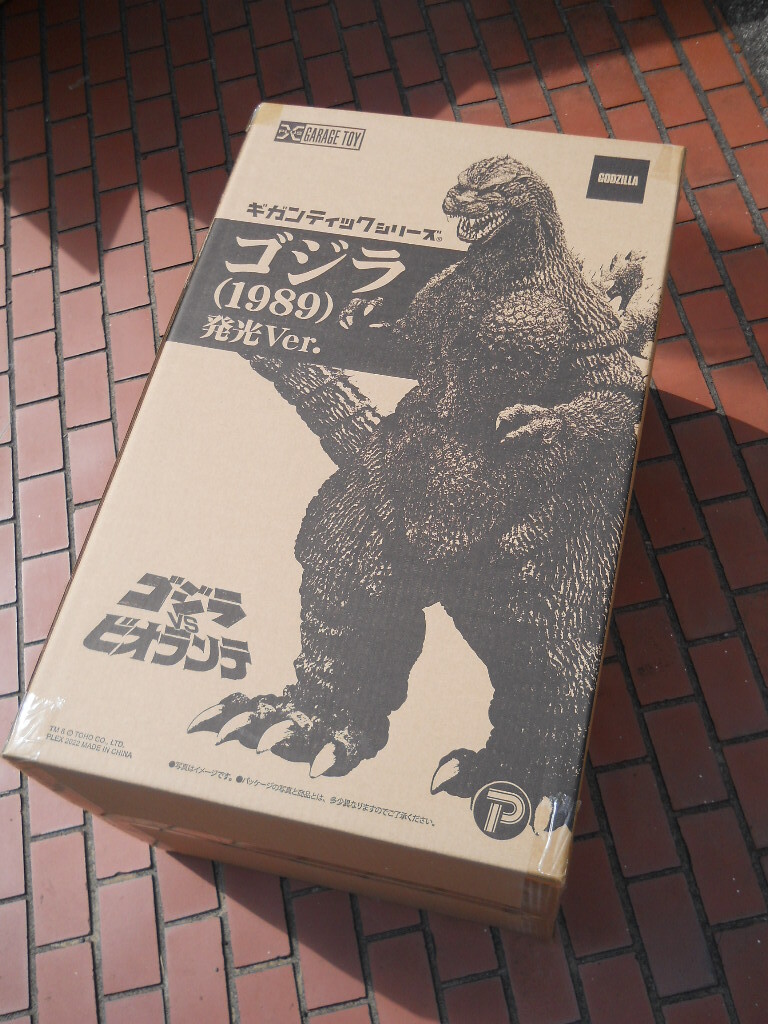 GARAGE TOY
GODZILLA
ギガンティックシリーズ®
ゴジラ
(1989)
発光Ver.
ゴジラ
VS
ビオランテ
TM & © TOHO CO., LTD.
PLEX 2022 MADE IN CHINA
●写真はイメージです。●パッケージの写真と商品とは、多少異なりますのでご了承ください。
P